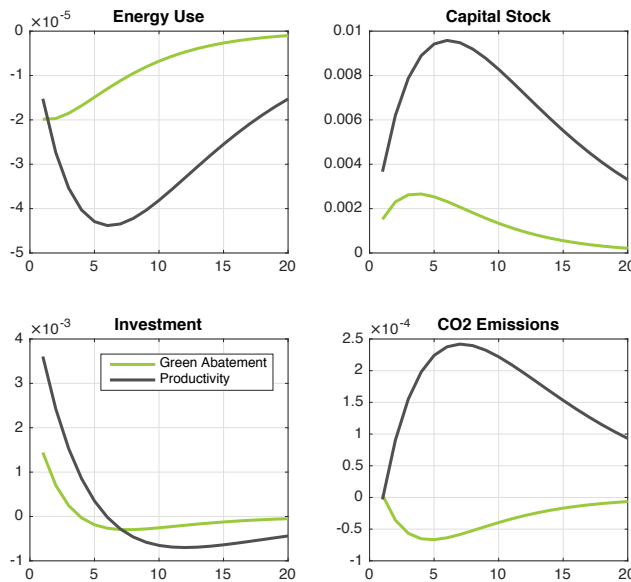 ×10⁻⁵ Energy Use
0
-1
-2
-3
-4
-5
0 5 10 15 20
Capital Stock
0.01
0.008
0.006
0.004
0.002
0
0 5 10 15 20
×10⁻³ Investment
4
3
2
1
0
-1
0 5 10 15 20
Green Abatement
Productivity
×10⁻⁴ CO2 Emissions
2.5
2
1.5
1
0.5
0
-0.5
-1
0 5 10 15 20